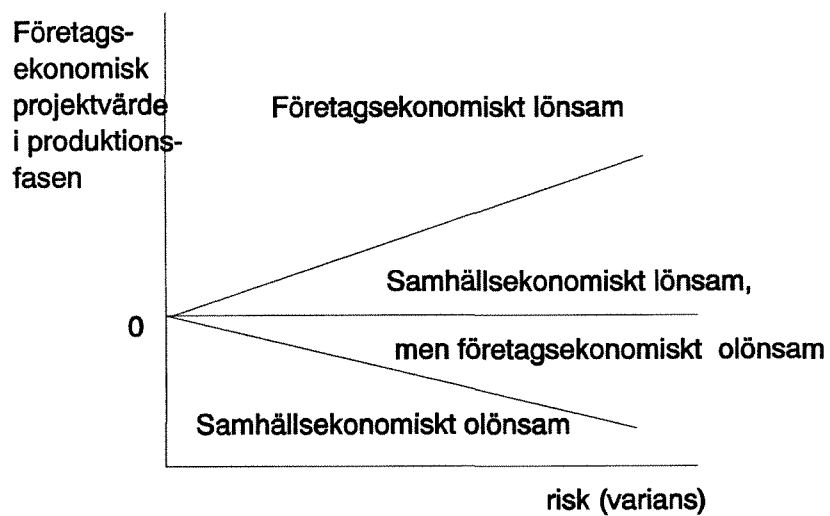 Företags-
ekonomisk
projektvärde
i produktions-
fasen
Företagsekonomiskt lönsam
Samhällsekonomiskt lönsam,
0
men företagsekonomiskt olönsam
Samhällsekonomiskt olönsam
risk (varians)